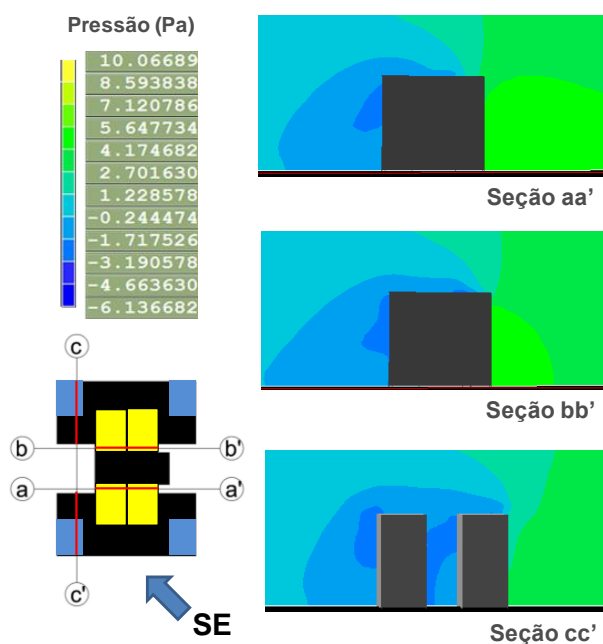 Pressão (Pa)
10.06689
8.593838
7.120786
5.647734
4.174682
2.701630
1.228578
-0.244474
-1.717526
-3.190578
-4.663630
-6.136682
Seção aa’
Seção bb’
c
b
b'
a
a'
c'
SE
Seção cc’